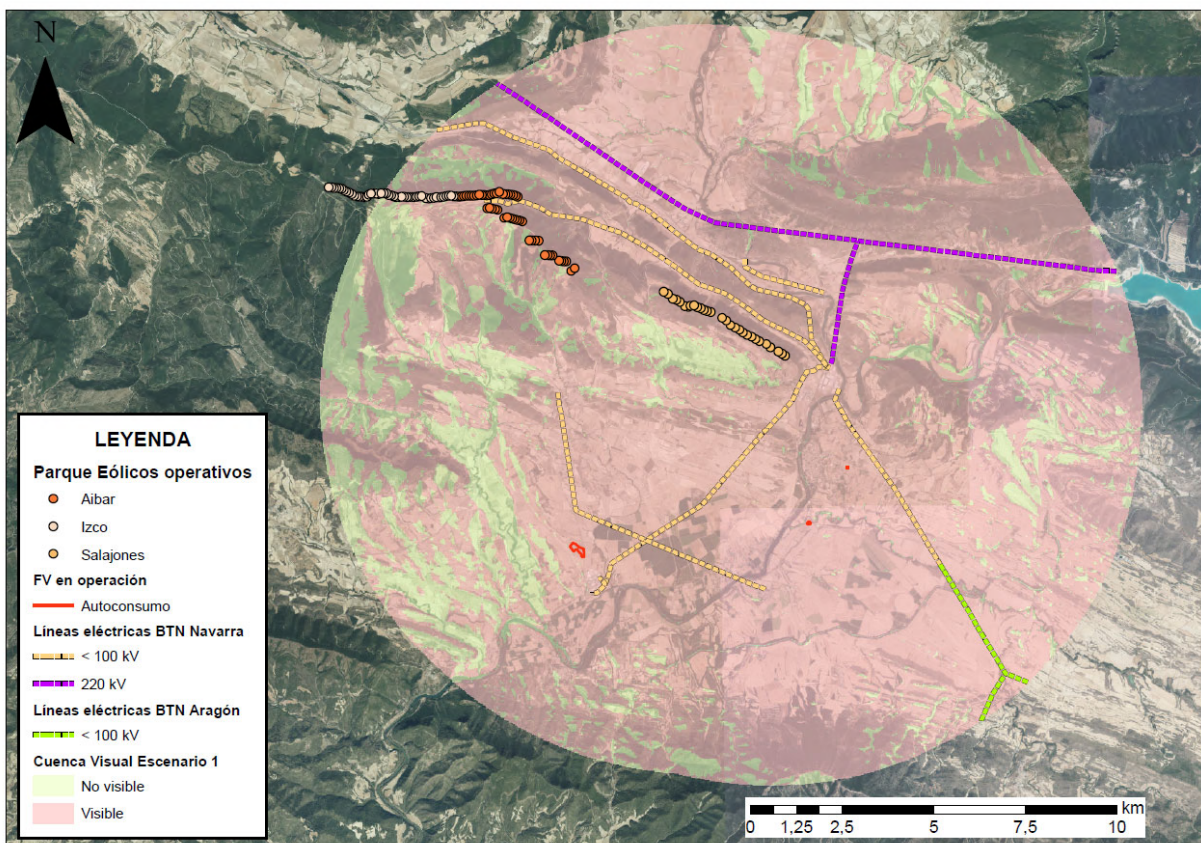 N
LEYENDA
Parque Eólicos operativos
Aibar
Izco
Salajones
FV en operación
Autoconsumo
Líneas eléctricas BTN Navarra
< 100 kV
220 kV
Líneas eléctricas BTN Aragón
< 100 kV
Cuenca Visual Escenario 1
No visible
Visible
km
0 1,25 2,5 5 7,5 10